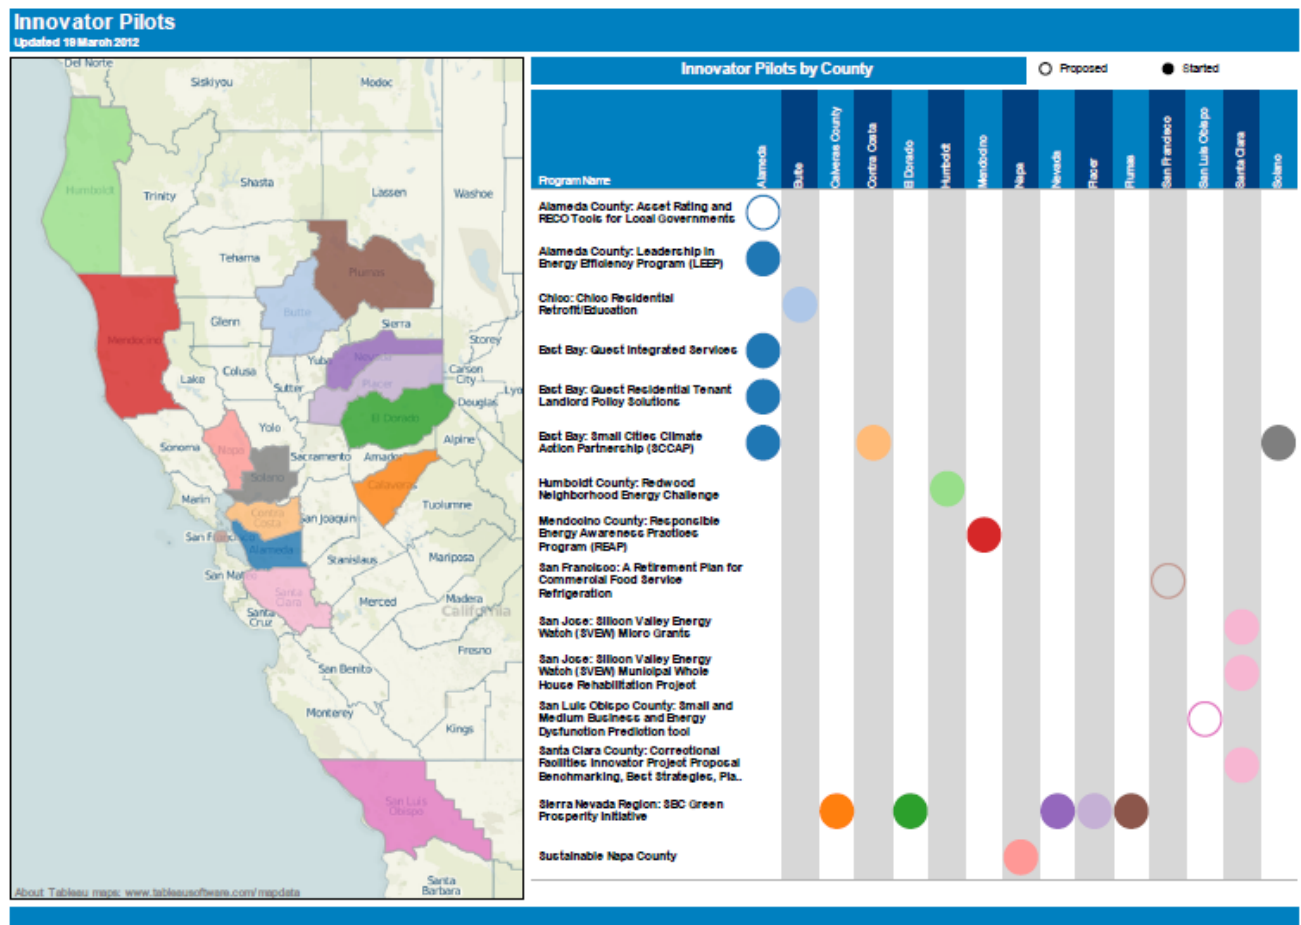 Innovator Pilots
Updated 19 March 2012
Del Norte
Siskiyou
Modoc
Humboldt
Trinity
Shasta
Lassen
Washoe
Tehama
Plumas
Butte
Glenn
Sierra
Storey
Mendocino
Colusa
Yuba
Nevada
Lake
Sutter
Placer
Carson
City
Lyo
Douglas
El Dorado
Yolo
Sonoma
Napa
Sacramento
Amador
Alpine
Solano
Calaveras
Marin
Contra
Costa
San Joaquin
Tuolumne
San Francisco
Alameda
Stanislaus
Mariposa
San Mat
Santa
Clara
Merced
Madera
California
Santa
Cruz
Fresno
San Benito
Monterey
Kings
San Luis
Obispo
Santa
Barbara
About Tableau maps: www.tableausoftware.com/mapdata
Innovator Pilots by County
Proposed
Started
Program Name
Alameda
Butte
Calveras County
Contra Costa
El Dorado
Humboldt
Mendocino
Napa
Nevada
Placer
Plumas
San Francisco
San Luis Obispo
Santa Clara
Solano
Alameda County: Asset Rating and
RECO Tools for Local Governments
Alameda County: Leadership in
Energy Efficiency Program (LEEP)
Chico: Chico Residential
Retrofit/Education
East Bay: Quest Integrated Services
East Bay: Quest Residential Tenant
Landlord Policy Solutions
East Bay: Small Cities Climate
Action Partnership (SCCAP)
Humboldt County: Redwood
Neighborhood Energy Challenge
Mendocino County: Responsible
Energy Awareness Practices
Program (REAP)
San Francisco: A Retirement Plan for
Commercial Food Service
Refrigeration
San Jose: Silicon Valley Energy
Watch (SVEW) Micro Grants
San Jose: Silicon Valley Energy
Watch (SVEW) Municipal Whole
House Rehabilitation Project
San Luis Obispo County: Small and
Medium Business and Energy
Dysfunction Prediction tool
Santa Clara County: Correctional
Facilities Innovator Project Proposal
Benchmarking, Best Strategies, Pla..
Sierra Nevada Region: SBC Green
Prosperity Initiative
Sustainable Napa County